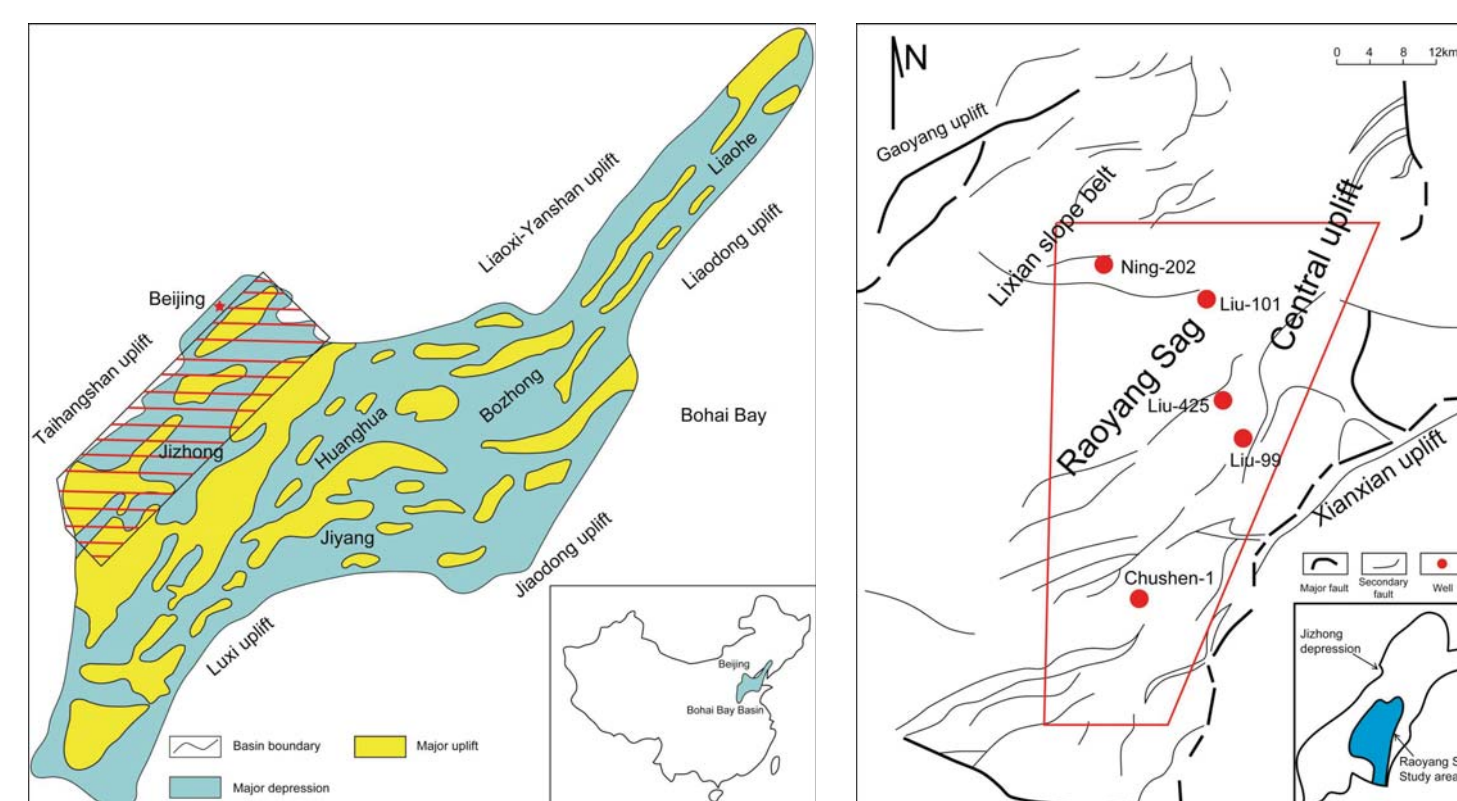 Liaohe
Liaoxi-Yanshan uplift
Liaodong uplift
Beijing
Taihangshan uplift
Jizhong
Huanghua
Bozhong
Bohai Bay
Jiyang
Jiaodong uplift
Luxi uplift
Beijing
Bohai Bay Basin
Basin boundary
Major uplift
Major depression
N
0 4 8 12km
Gaoyang uplift
Lixian slope belt
Central uplift
Ning-202
Liu-101
Raoyang Sag
Liu-425
Liu-99
Xianxian uplift
Chushen-1
Major fault
Secondary
fault
Well
Jizhong
depression
Raoyang S
Study area